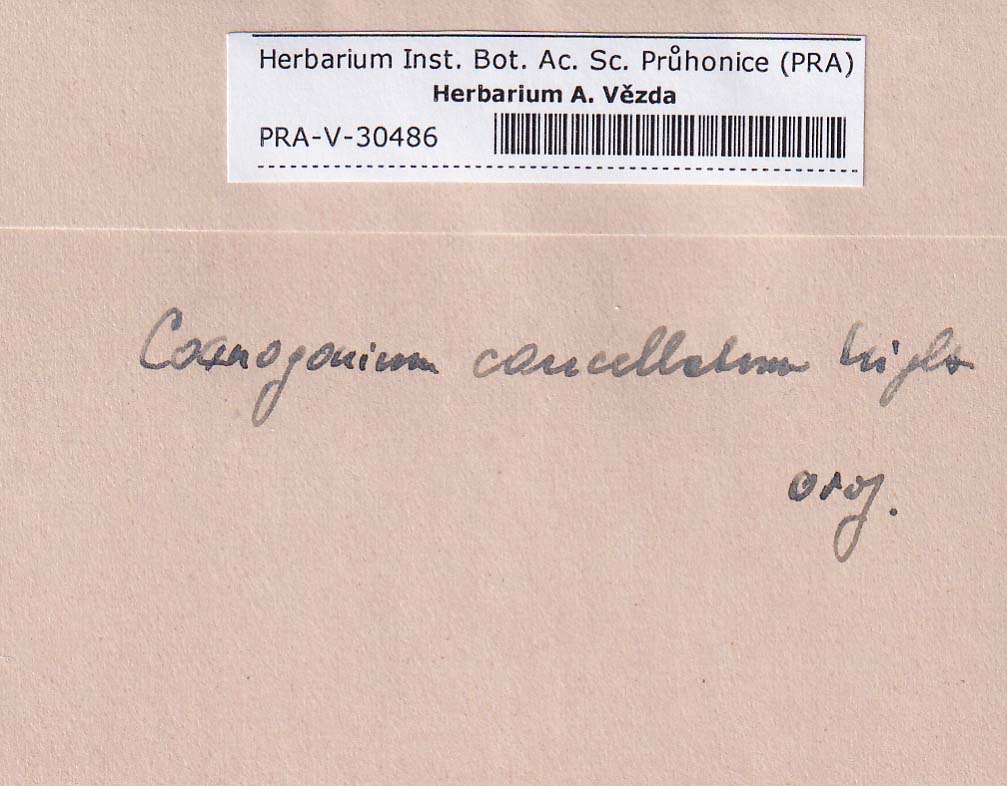 Herbarium Inst. Bot. Ac. Sc. Průhonice (PRA)
Herbarium A. Vězda
PRA-V-30486
Coenogonium cancellatum
orig.